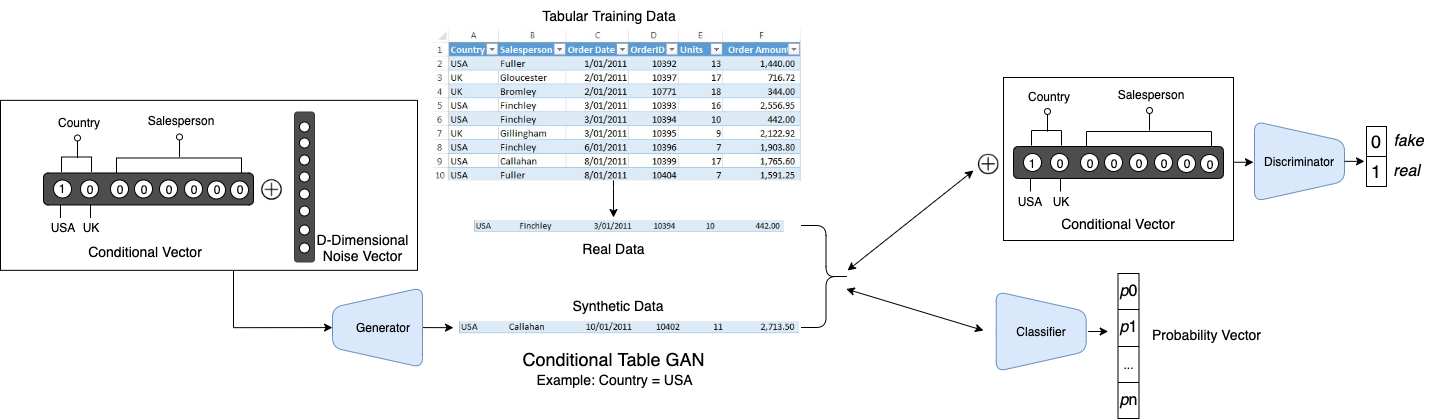 Tabular Training Data
A B C D E F
1 Country Salesperson Order Date OrderID Units Order Amount
2 USA Fuller 1/01/2011 10392 13 1,440.00
3 UK Gloucester 2/01/2011 10397 17 716.72
4 UK Bromley 2/01/2011 10771 18 344.00
5 USA Finchley 3/01/2011 10393 16 2,556.95
6 USA Finchley 3/01/2011 10394 10 442.00
7 UK Gillingham 3/01/2011 10395 9 2,122.92
8 USA Finchley 6/01/2011 10396 7 1,903.80
9 USA Callahan 8/01/2011 10399 17 1,765.60
10 USA Fuller 8/01/2011 10404 7 1,591.25
Country Salesperson
1 0 0 0 0 0 0 0
USA UK
Conditional Vector
D-Dimensional
Noise Vector
USA Finchley 3/01/2011 10394 10 442.00
Real Data
Generator
Synthetic Data
USA Callahan 10/01/2011 10402 11 2,713.50
Conditional Table GAN
Example: Country = USA
Country Salesperson
1 0 0 0 0 0 0 0
USA UK
Conditional Vector
Discriminator
0 fake
1 real
Classifier
p0
p1
...
pn
Probability Vector